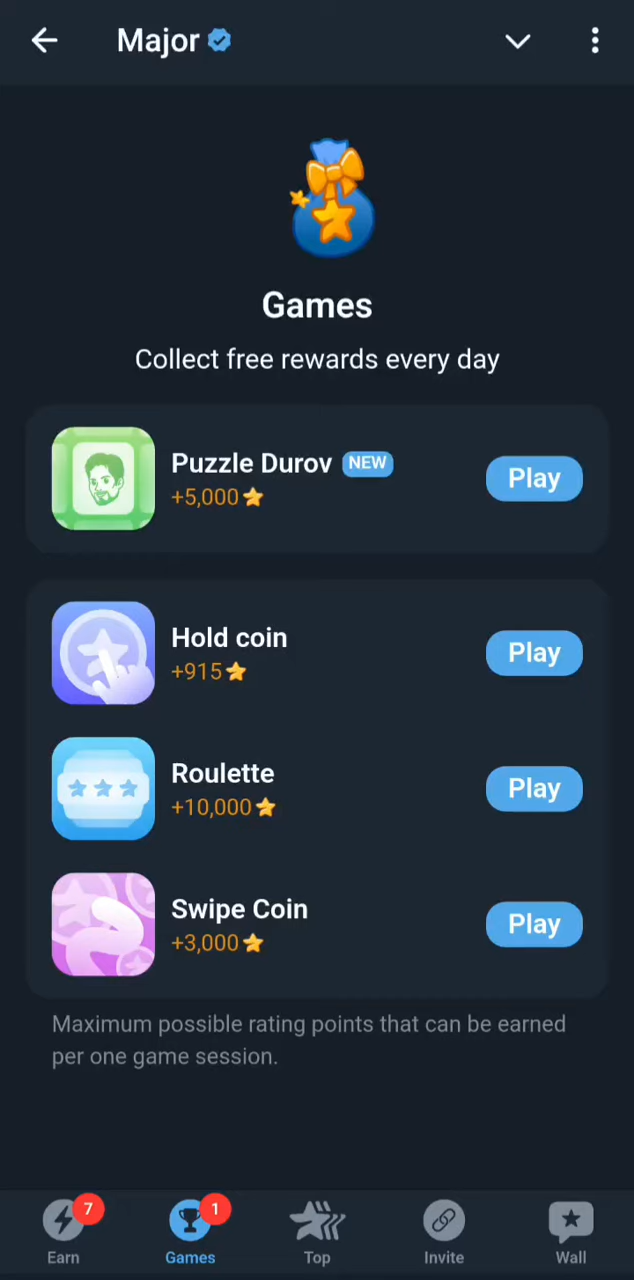 Major
Games
Collect free rewards every day
Puzzle Durov NEW
+5,000
Play
Hold coin
+915
Play
Roulette
+10,000
Play
Swipe Coin
+3,000
Play
Maximum possible rating points that can be earned
per one game session.
7
1
Earn
Games
Top
Invite
Wall